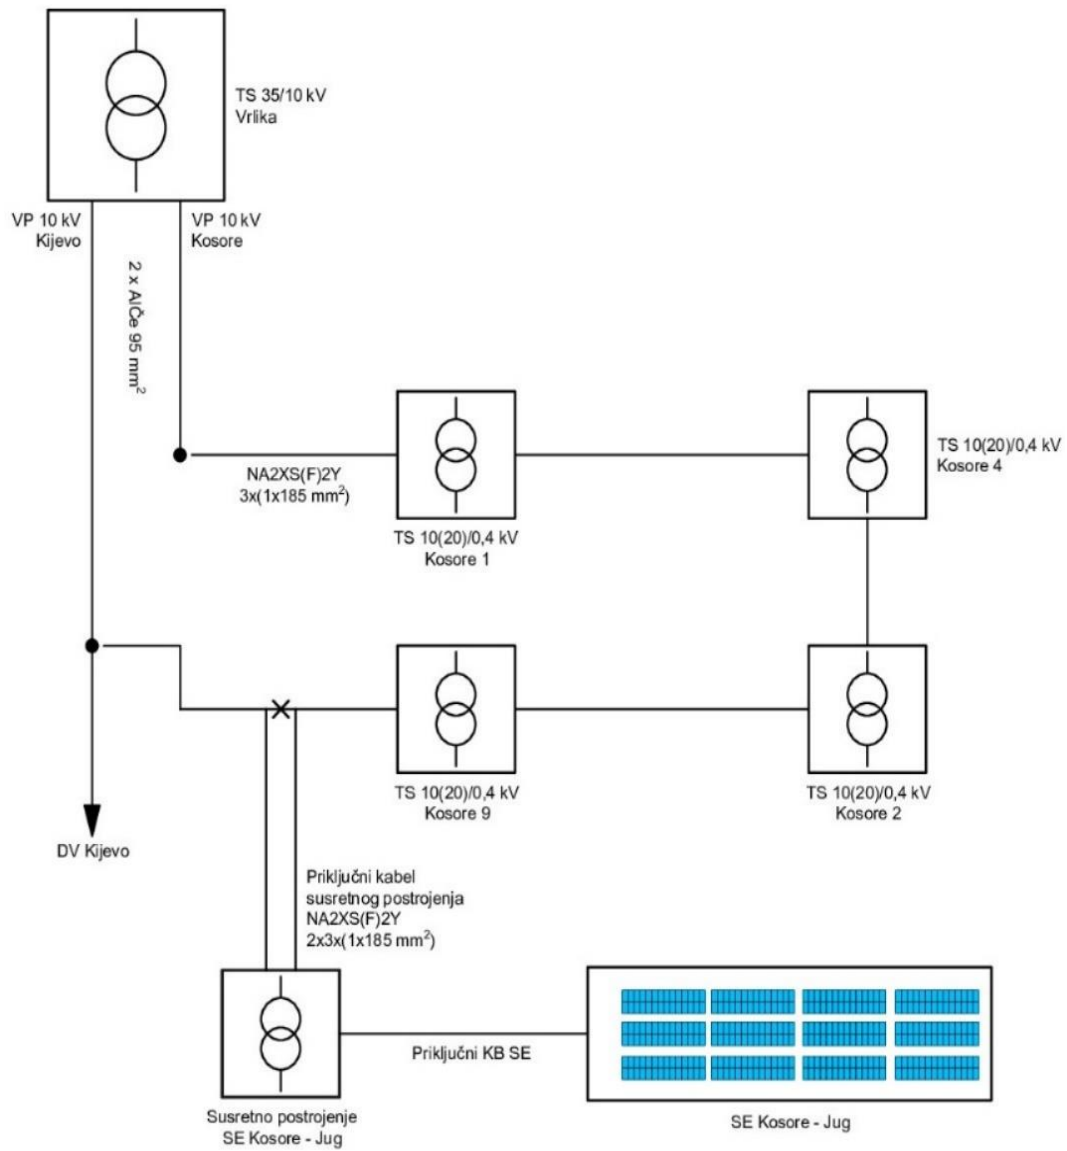 TS 35/10 kV
Vrlika
VP 10 kV
Kijevo
VP 10 kV
Kosore
2 x AlČe 95 mm²
NA2XS(F)2Y
3x(1x185 mm²)
TS 10(20)/0,4 kV
Kosore 1
TS 10(20)/0,4 kV
Kosore 4
TS 10(20)/0,4 kV
Kosore 9
TS 10(20)/0,4 kV
Kosore 2
DV Kijevo
Priključni kabel
susretnog postrojenja
NA2XS(F)2Y
2x3x(1x185 mm²)
Priključni KB SE
Susretno postrojenje
SE Kosore - Jug
SE Kosore - Jug